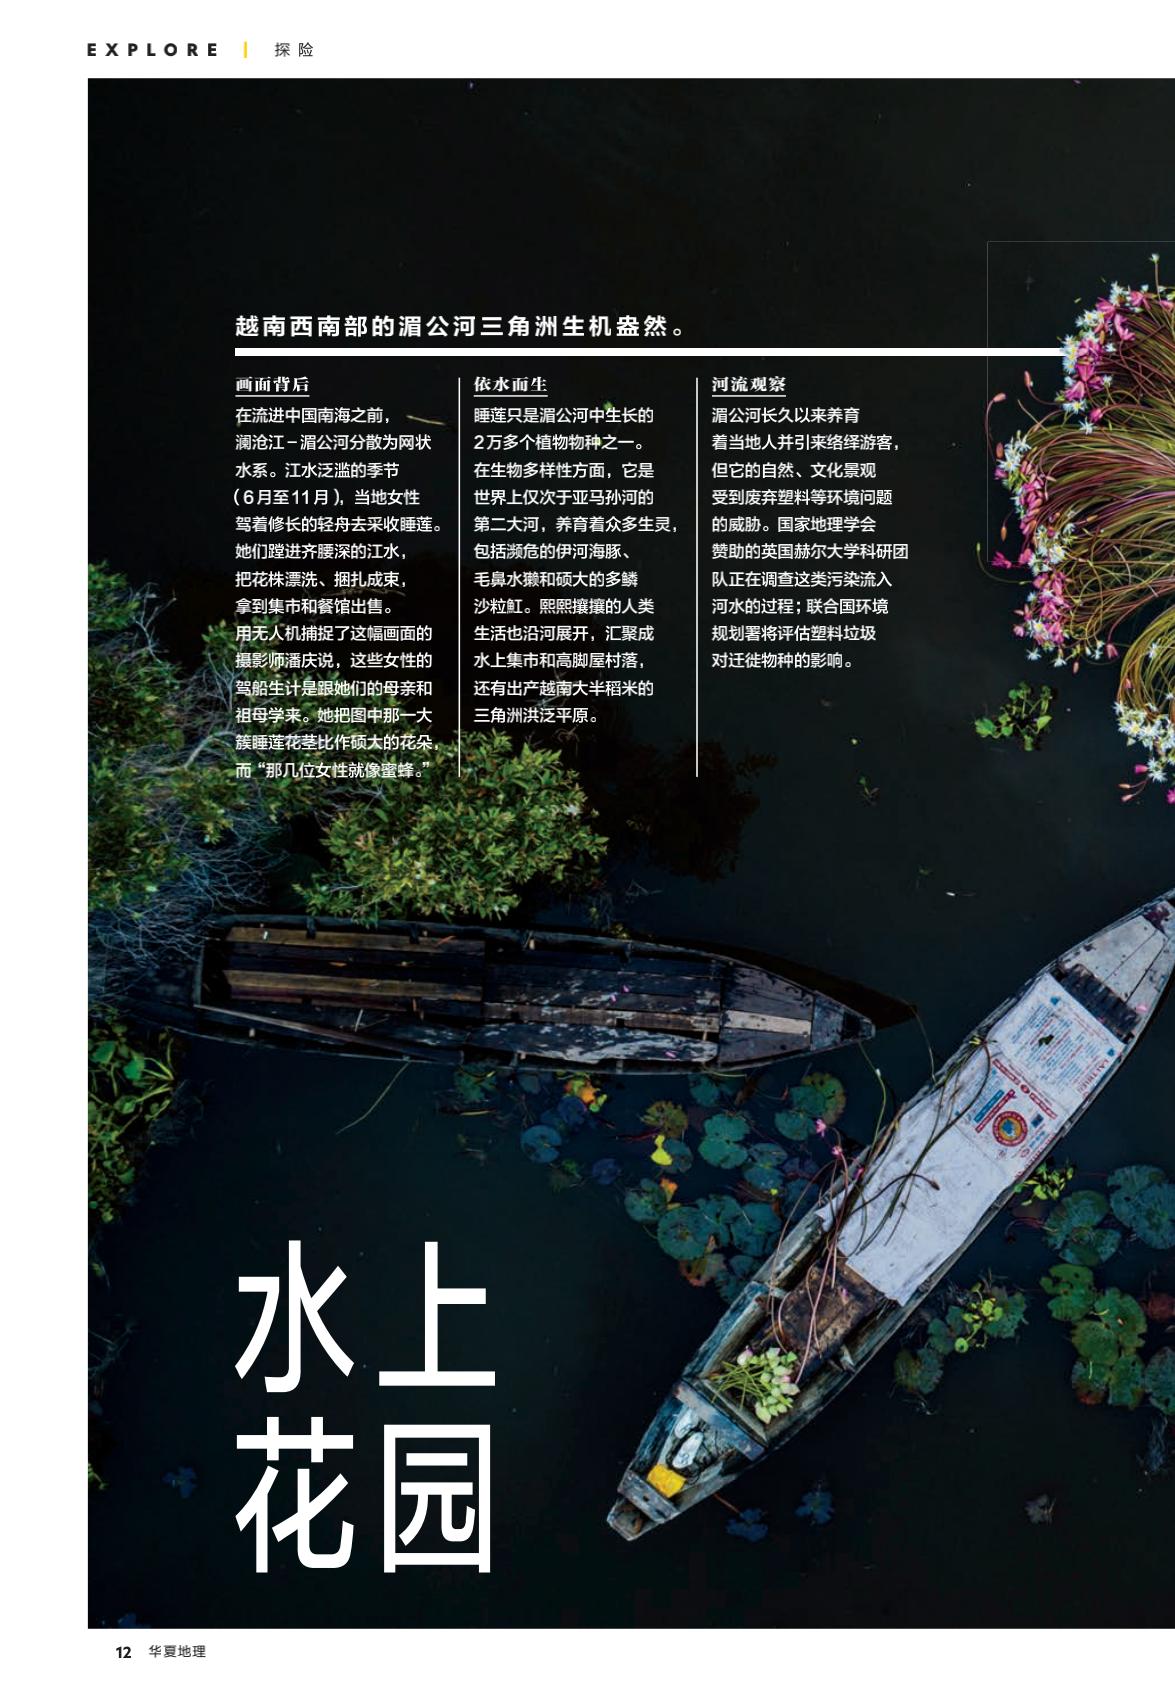 EXPLORE | 探险
越南西南部的湄公河三角洲生机盎然。
画面背后
在流进中国南海之前，
澜沧江－湄公河分散为网状
水系。江水泛滥的季节
（6月至11月），当地女性
驾着修长的轻舟去采收睡莲。
她们蹚进齐腰深的江水，
把花株漂洗、捆扎成束，
拿到集市和餐馆出售。
用无人机捕捉了这幅画面的
摄影师潘庆说，这些女性的
驾船生计是跟她们的母亲和
祖母学来。她把图中那一大
簇睡莲花茎比作硕大的花朵，
而“那几位女性就像蜜蜂。”
依水而生
睡莲只是湄公河中生长的
2万多个植物物种之一。
在生物多样性方面，它是
世界上仅次于亚马孙河的
第二大河，养育着众多生灵，
包括濒危的伊河海豚、
毛鼻水獭和硕大的多鳞
沙粒魟。熙熙攘攘的人类
生活也沿河展开，汇聚成
水上集市和高脚屋村落，
还有出产越南大半稻米的
三角洲洪泛平原。
河流观察
湄公河长久以来养育
着当地人并引来络绎游客，
但它的自然、文化景观
受到废弃塑料等环境问题
的威胁。国家地理学会
赞助的英国赫尔大学科研团
队正在调查这类污染流入
河水的过程；联合国环境
规划署将评估塑料垃圾
对迁徙物种的影响。
水上
花园
12 华夏地理